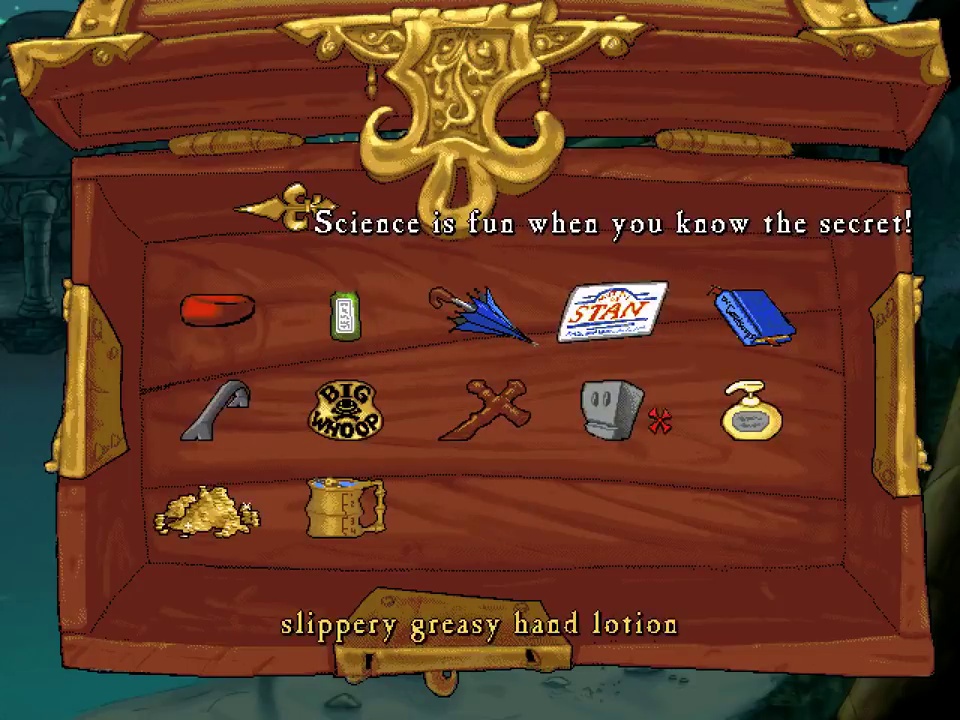 Science is fun when you know the secret!
STAN
BIG
WHOOP
slippery greasy hand lotion